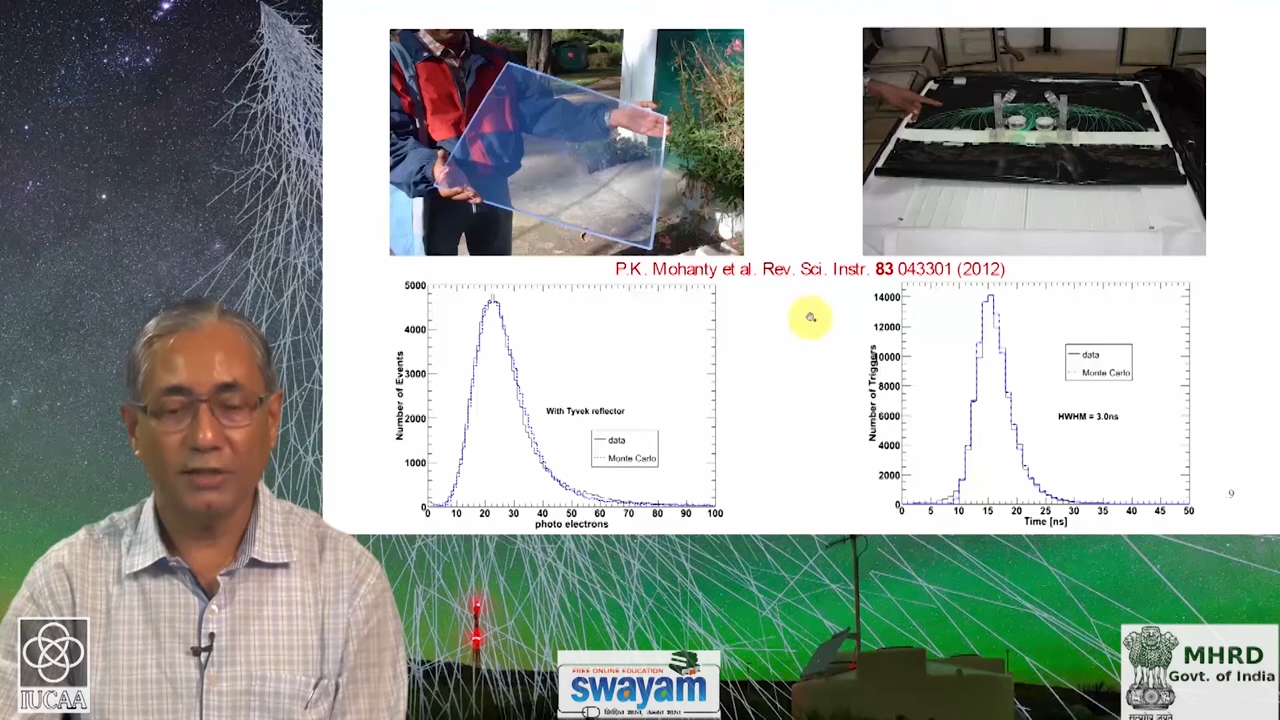 P.K. Mohanty et al. Rev. Sci. Instr. 83 043301 (2012)
5000
4000
3000
2000
1000
0
Number of Events
With Tyvek reflector
data
Monte Carlo
0 10 20 30 40 50 60 70 80 90 100
photo electrons
14000
12000
10000
8000
6000
4000
2000
0
Number of Triggers
data
Monte Carlo
HWHM = 3.0ns
0 5 10 15 20 25 30 35 40 45 50
Time [ns]
9
IUCAA
FREE ONLINE EDUCATION
swayam
MHRD
Govt. of India